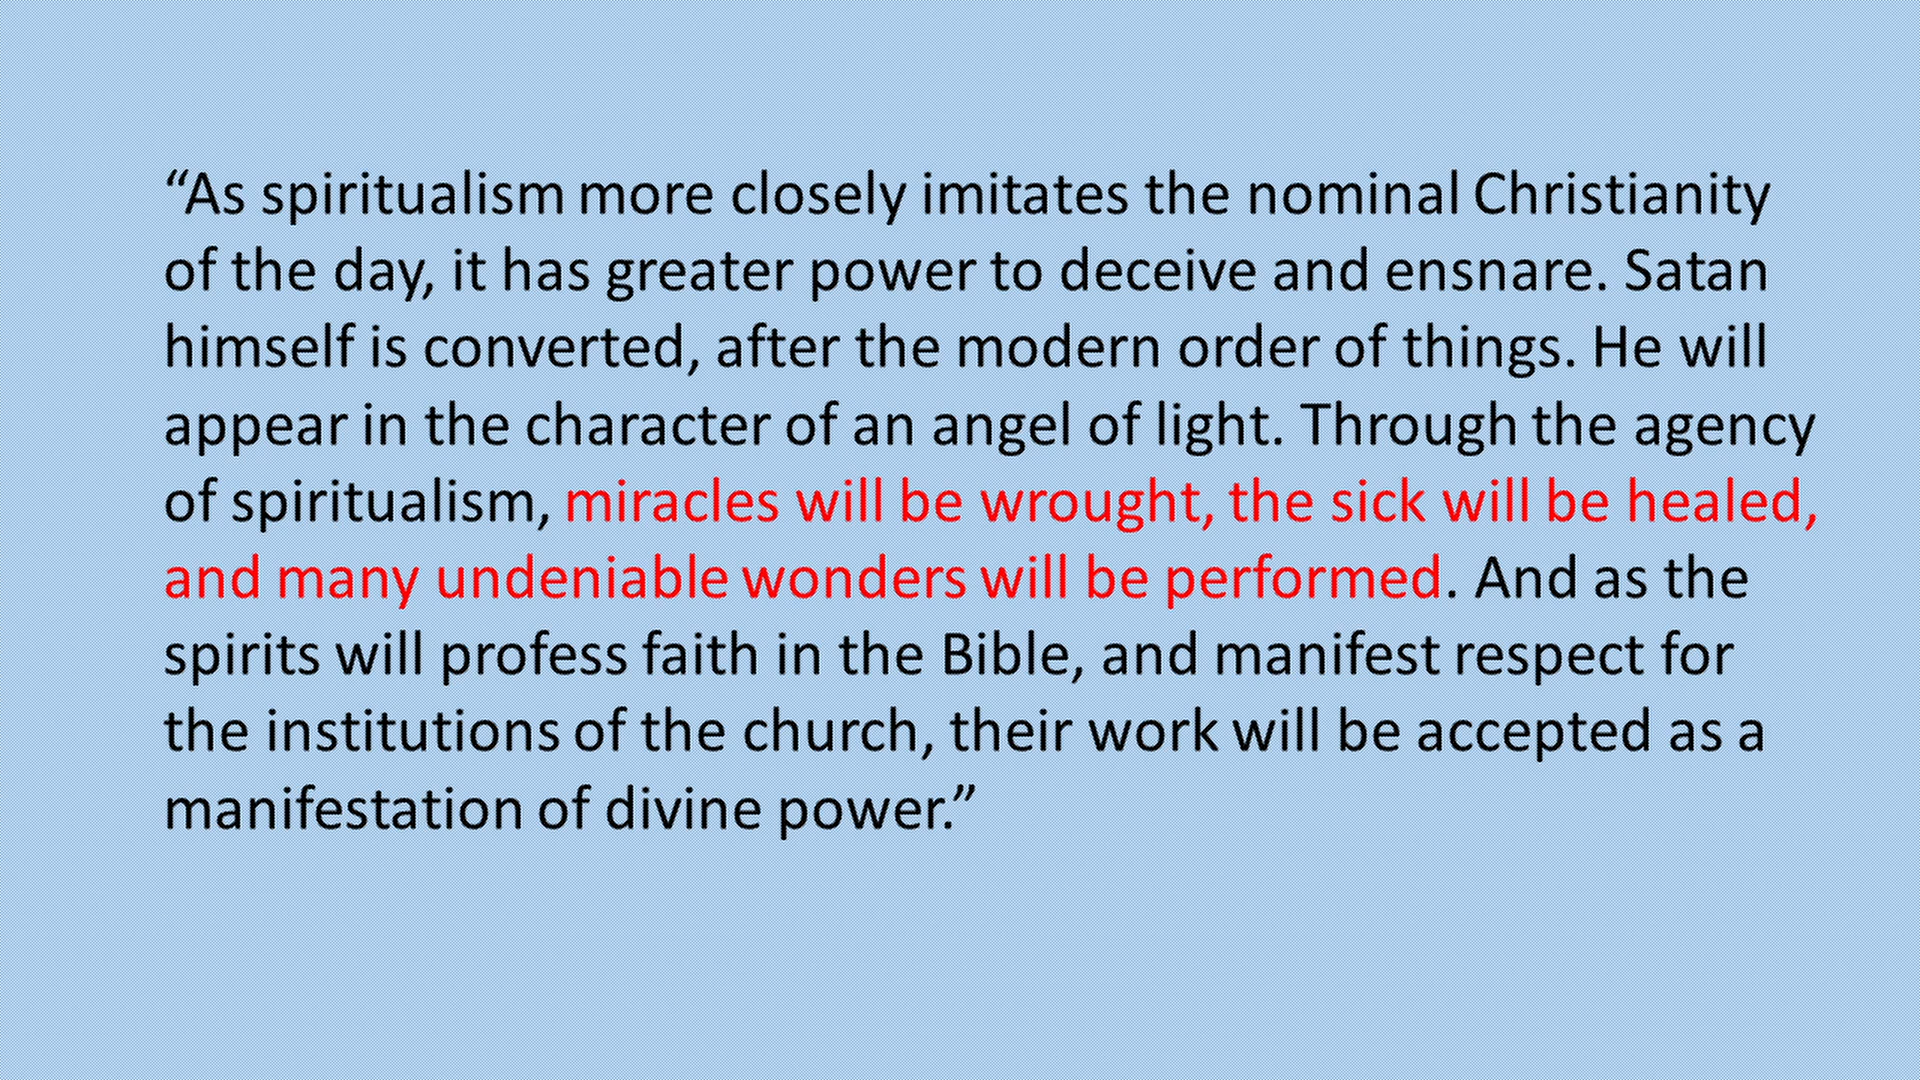 “As spiritualism more closely imitates the nominal Christianity
of the day, it has greater power to deceive and ensnare. Satan
himself is converted, after the modern order of things. He will
appear in the character of an angel of light. Through the agency
of spiritualism, miracles will be wrought, the sick will be healed,
and many undeniable wonders will be performed. And as the
spirits will profess faith in the Bible, and manifest respect for
the institutions of the church, their work will be accepted as a
manifestation of divine power.”